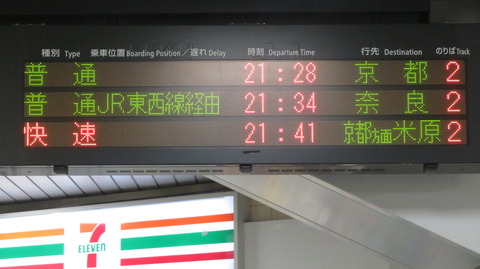 種別 Type 乗車位置 Boarding Position ／遅れ Delay 時刻 Departure Time 行先 Destination のりば Track
普通 21:28 京都 2
普通 JR東西線経由 21:34 奈良 2
快速 21:41 京都方面 米原 2
7
ELEVEN